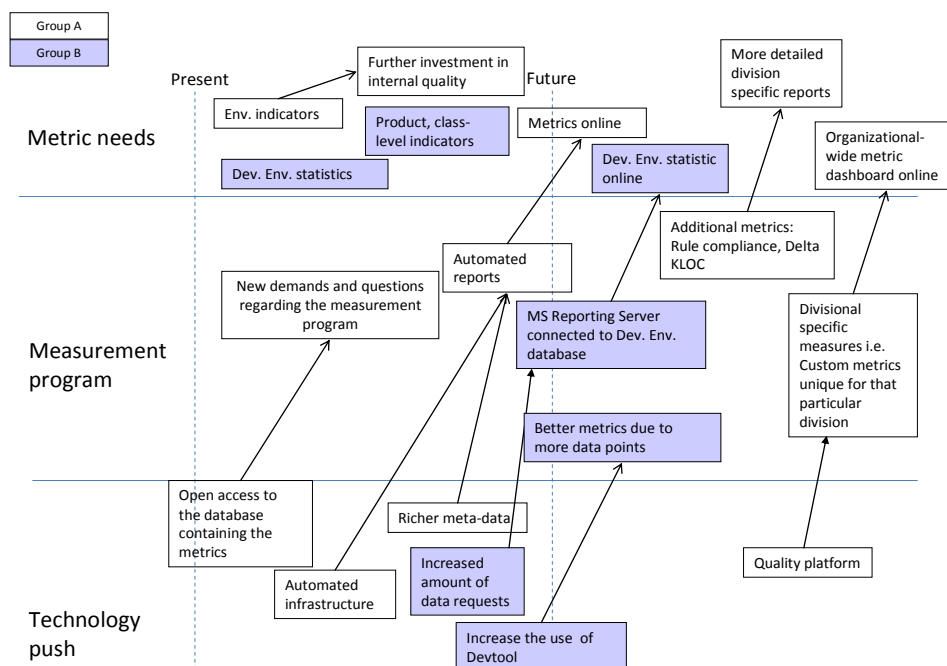 Group A
Group B
Present
Future
Metric needs
Env. indicators
Further investment in
internal quality
Product, class-
level indicators
Dev. Env. statistics
Metrics online
Dev. Env. statistic
online
More detailed
division
specific reports
Organizational-
wide metric
dashboard online
Measurement
program
New demands and questions
regarding the measurement
program
Automated
reports
Additional metrics:
Rule compliance, Delta
KLOC
MS Reporting Server
connected to Dev. Env.
database
Divisional
specific
measures i.e.
Custom metrics
unique for that
particular
division
Better metrics due to
more data points
Technology
push
Open access to
the database
containing the
metrics
Automated
infrastructure
Richer meta-data
Increased
amount of
data requests
Increase the use of
Devtool
Quality platform